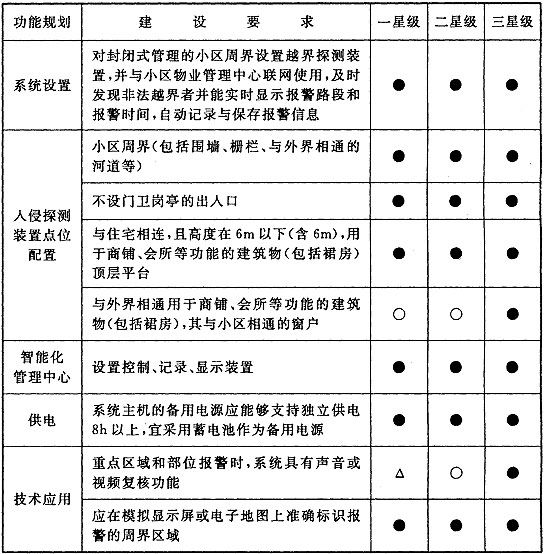 功能规划 建 设 要 求 一星级 二星级 三星级
系统设置
对封闭式管理的小区周界设置越界探测装
置,并与小区物业管理中心联网使用,及时
发现非法越界者并能实时显示报警路段和
报警时间,自动记录与保存报警信息
● ● ●
入侵探测
装置点位
配置
小区周界(包括围墙、栅栏、与外界相通的
河道等)
● ● ●
不设门卫岗亭的出入口 ● ● ●
与住宅相连,且高度在6m以下(含6m),用
于商铺、会所等功能的建筑物(包括裙房)
顶层平台
● ● ●
与外界相通用于商铺、会所等功能的建筑
物(包括裙房),其与小区相通的窗户
○ ○ ●
智能化
管理中心
设置控制、记录、显示装置 ● ● ●
供电
系统主机的备用电源应能够支持独立供电
8h以上,宜采用蓄电池作为备用电源
● ● ●
技术应用
重点区域和部位报警时,系统具有声音或
视频复核功能
△ ○ ●
应在模拟显示屏或电子地图上准确标识报
警的周界区域
● ● ●